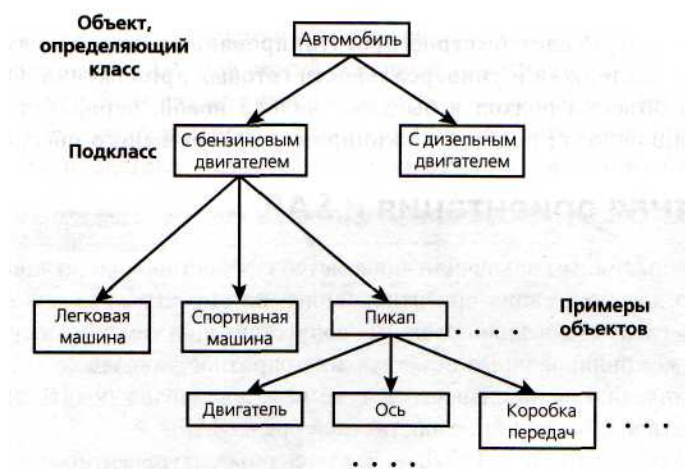 Объект,
определяющий
класс
Автомобиль
Подкласс
С бензиновым
двигателем
С дизельным
двигателем
Легковая
машина
Спортивная
машина
Пикап
. . . . .
Примеры
объектов
Двигатель
Ось
Коробка
передач
. . . .
. . . .